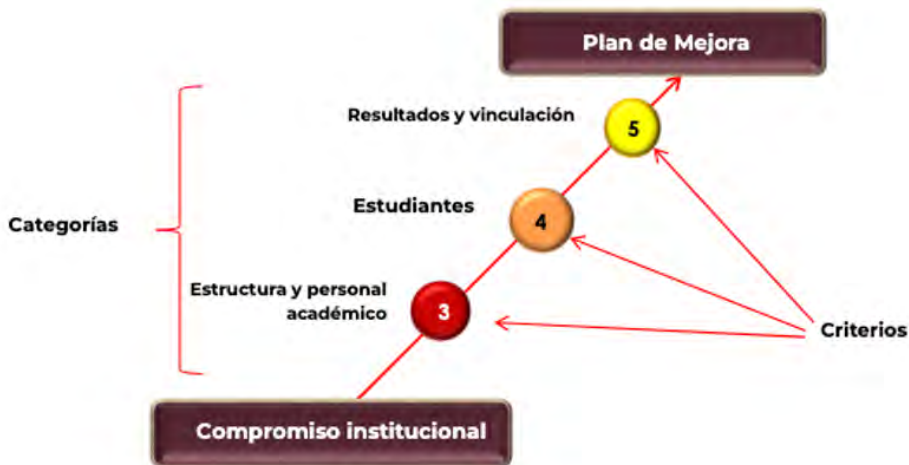 Plan de Mejora
Resultados y vinculación
5
Estudiantes
4
Categorías
Estructura y personal
académico
3
Criterios
Compromiso institucional